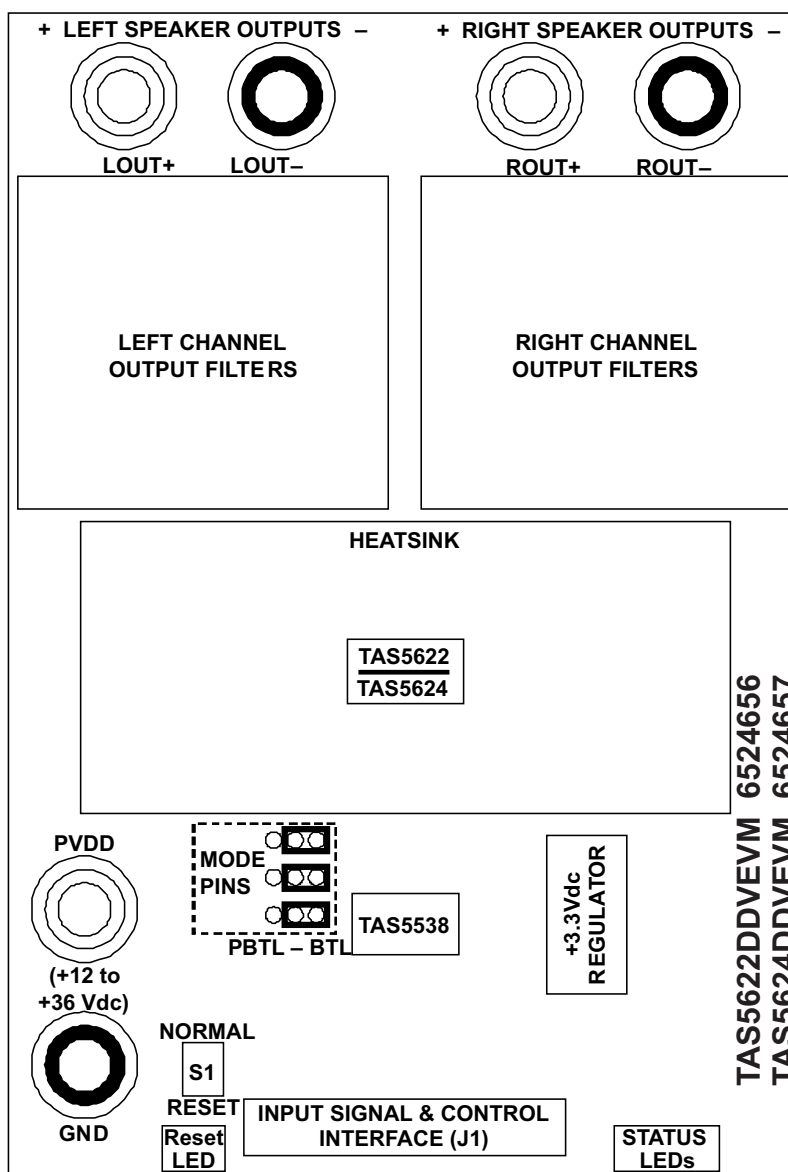 + LEFT SPEAKER OUTPUTS –
+ RIGHT SPEAKER OUTPUTS –
LOUT+
LOUT–
ROUT+
ROUT–
LEFT CHANNEL
OUTPUT FILTERS
RIGHT CHANNEL
OUTPUT FILTERS
HEATSINK
TAS5622
TAS5624
PVDD
(+12 to
+36 Vdc)
GND
MODE
PINS
PBTL – BTL
TAS5538
+3.3Vdc
REGULATOR
TAS5622DDVEVM 6524656
TAS5624DDVEVM 6524657
NORMAL
S1
RESET
Reset
LED
INPUT SIGNAL & CONTROL
INTERFACE (J1)
STATUS
LEDs